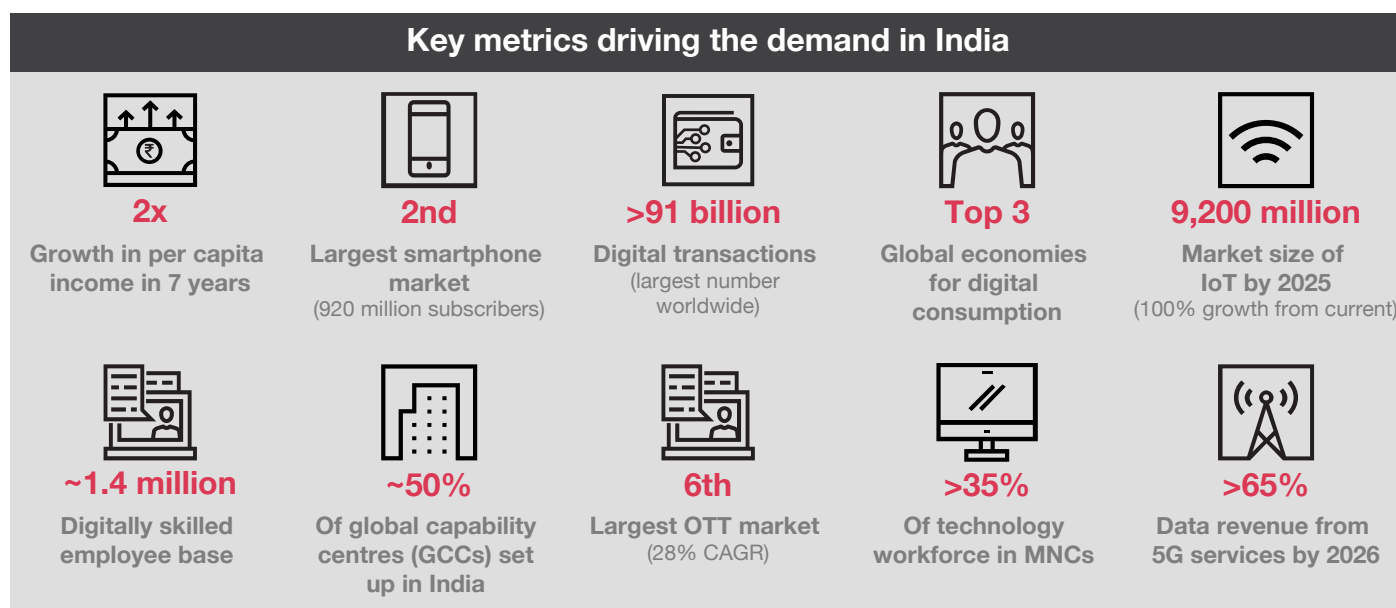 Key metrics driving the demand in India
₹
2x
Growth in per capita
income in 7 years
2nd
Largest smartphone
market
(920 million subscribers)
>91 billion
Digital transactions
(largest number
worldwide)
Top 3
Global economies
for digital
consumption
9,200 million
Market size of
IoT by 2025
(100% growth from current)
~1.4 million
Digitally skilled
employee base
~50%
Of global capability
centres (GCCs) set
up in India
6th
Largest OTT market
(28% CAGR)
>35%
Of technology
workforce in MNCs
>65%
Data revenue from
5G services by 2026